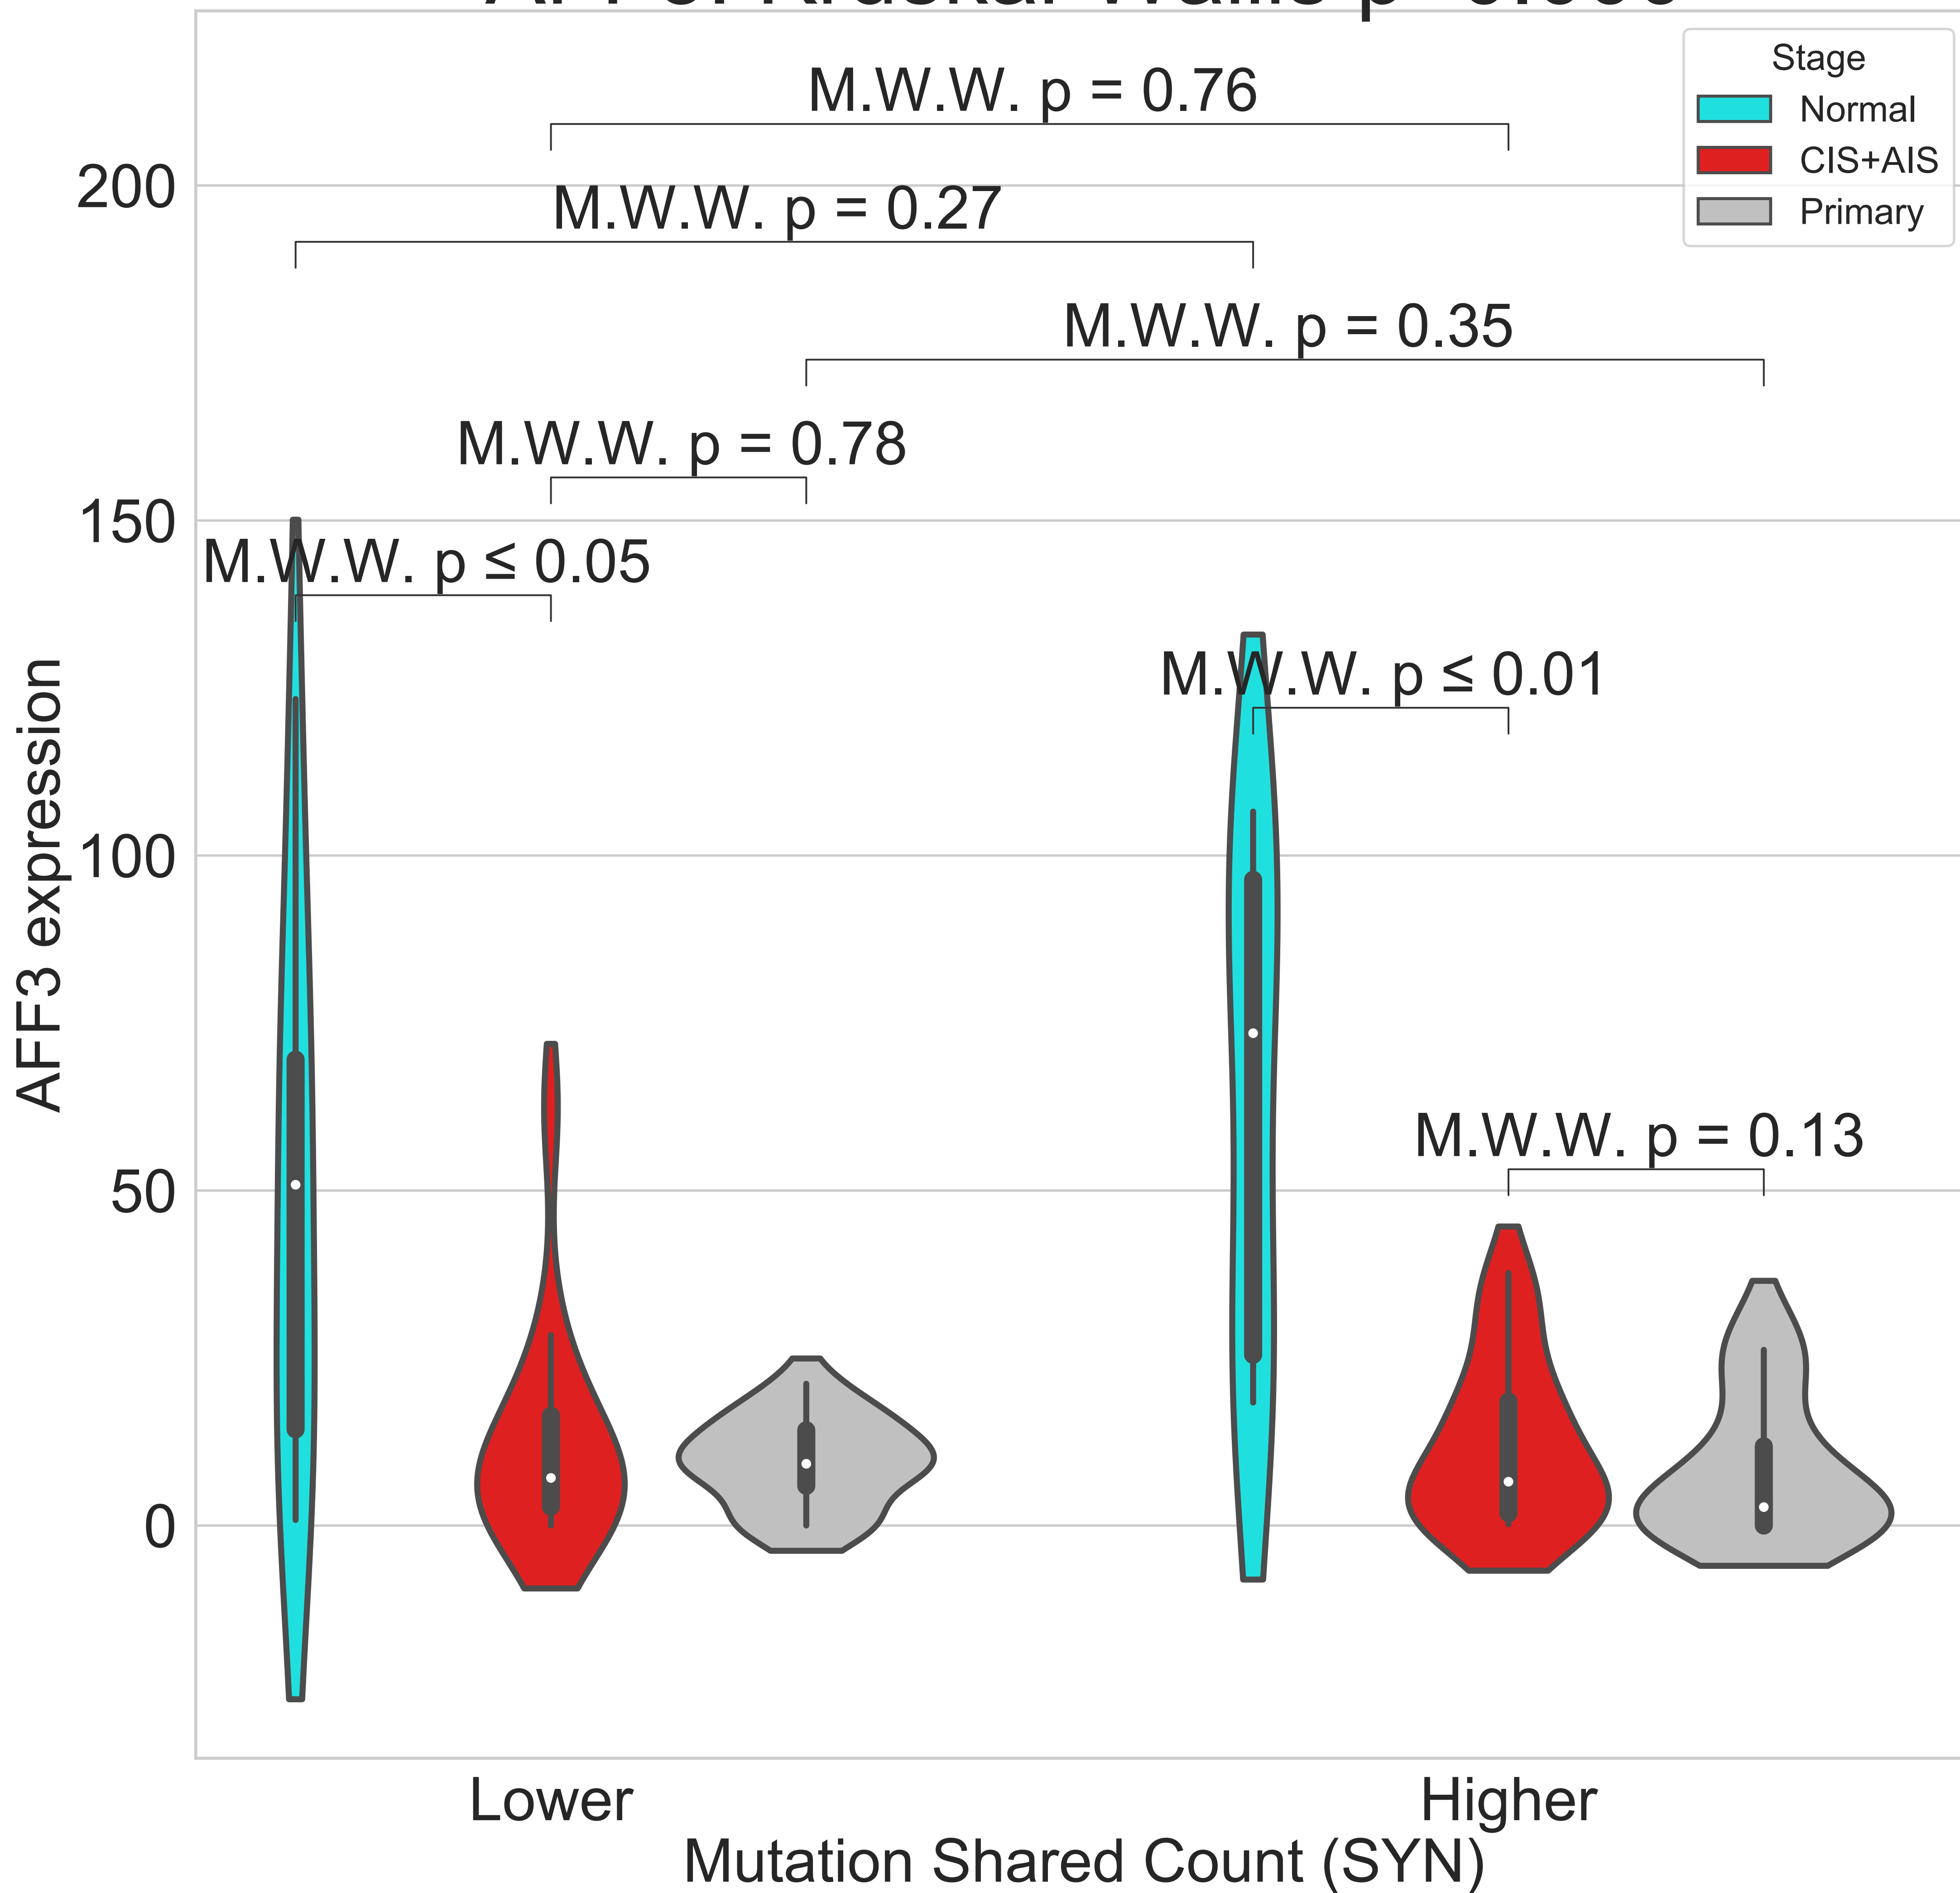 Stage
Normal
CIS+AIS
Primary
M.W.W. p = 0.76
M.W.W. p = 0.27
M.W.W. p = 0.35
M.W.W. p = 0.78
M.W.W. p ≤ 0.05
M.W.W. p ≤ 0.01
M.W.W. p = 0.13
200
150
100
50
0
AFF3 expression
Lower
Higher
Mutation Shared Count (SYN)